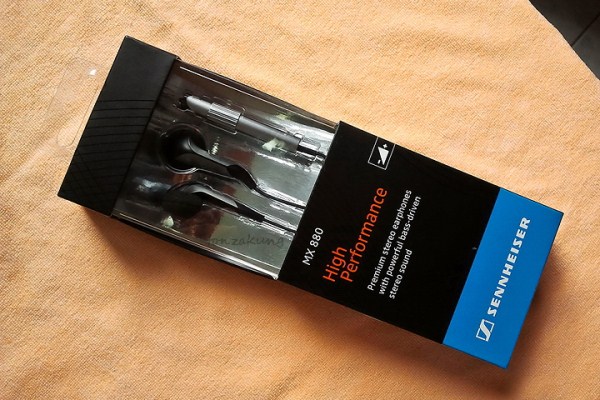 MX 880
High
Performance
Premium stereo earphones
with powerful bass-driven
stereo sound
SENNHEISER